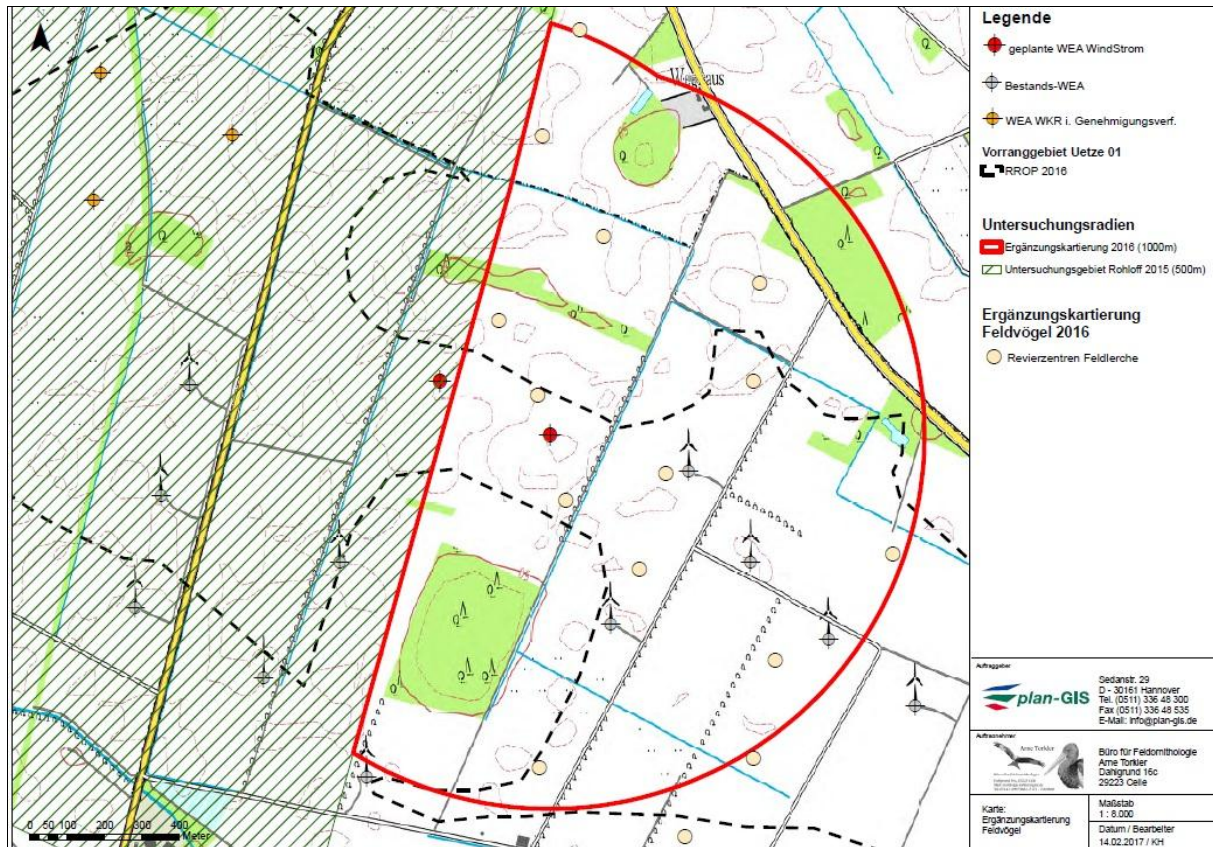 Weghaus
0 50 100 200 300 400
Meter
Legende
geplante WEA WindStrom
Bestands-WEA
WEA WKR i. Genehmigungsverf.
Vorranggebiet Uetze 01
RROP 2016
Untersuchungsradien
Ergänzungskartierung 2016 (1000m)
Untersuchungsgebiet Rohloff 2015 (500m)
Ergänzungskartierung
Feldvögel 2016
Revierzentren Feldlerche
Auftraggeber
plan-GIS
Sedanstr. 29
D - 30161 Hannover
Tel. (0511) 336 48 300
Fax (0511) 336 48 535
E-Mail: info@plan-gis.de
Auftragnehmer
Arne Torkler
Büro für Feldornithologie
Arne Torkler
Dahlgrund 16c
29223 Celle
Karte:
Ergänzungskartierung
Feldvögel
Maßstab
1 : 8.000
Datum / Bearbeiter
14.02.2017 / KH